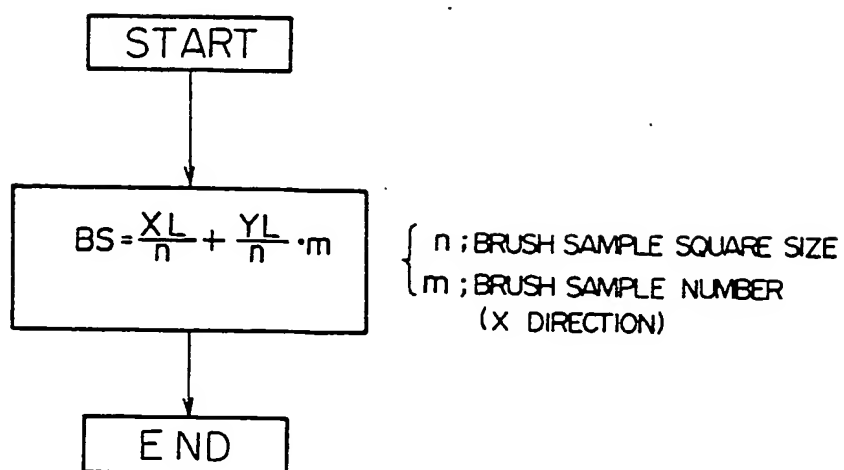 START
BS = XL/n + YL/n · m
n ; BRUSH SAMPLE SQUARE SIZE
m ; BRUSH SAMPLE NUMBER
(X DIRECTION)
END